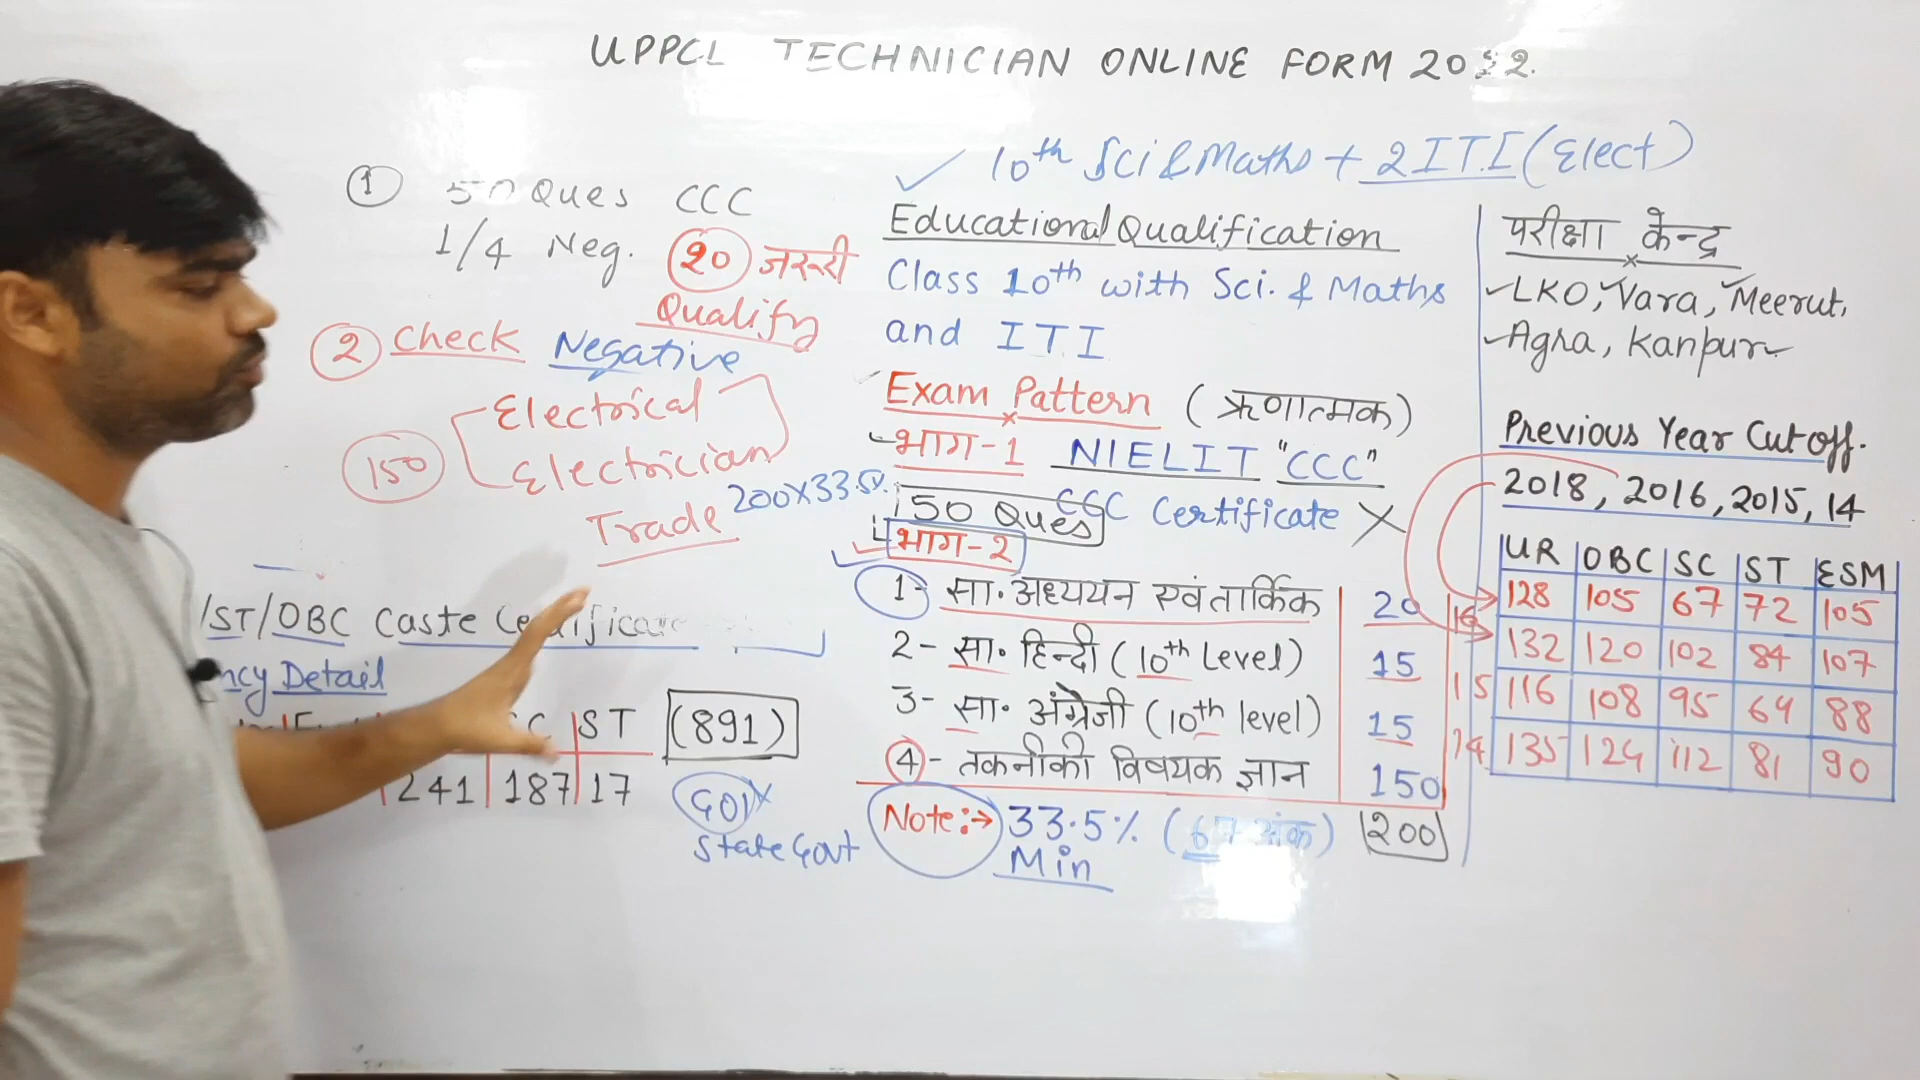 UPPCL TECHNICIAN ONLINE FORM 2022.
① 50 Ques CCC
1/4 Neg. 20 जरूरी
Qualify
② Check Negative
Electrical
150
Electrician
Trade 200X33.5%
/ST/OBC Caste Certificate
ncy Detail
C | ST (891)
241 | 187 | 17
GOI X
State Govt
✓ 10th Sci & Maths + 2 I.T.I (Elect)
Educational Qualification
Class 10th with Sci. & Maths
and I T I
Exam Pattern (ऋणात्मक)
भाग-1 NIELIT "CCC"
50 Ques CCC Certificate X
भाग-2
1- सा. अध्ययन एवं तार्किक 20
2- सा. हिन्दी (10th Level) 15
3- सा. अंग्रेजी (10th level) 15
4- तकनीकी विषयक ज्ञान 150
Note:→ 33.5% (67 अंक) 200
Min
परीक्षा केन्द्र
LKO, Vara, Meerut,
Agra, Kanpur
Previous Year Cutoff.
2018, 2016, 2015, 14
UR | OBC | SC | ST | ESM
128 | 105 | 67 | 72 | 105
16 132 | 120 | 102 | 84 | 107
15 116 | 108 | 95 | 64 | 88
14 135 | 124 | 112 | 81 | 90